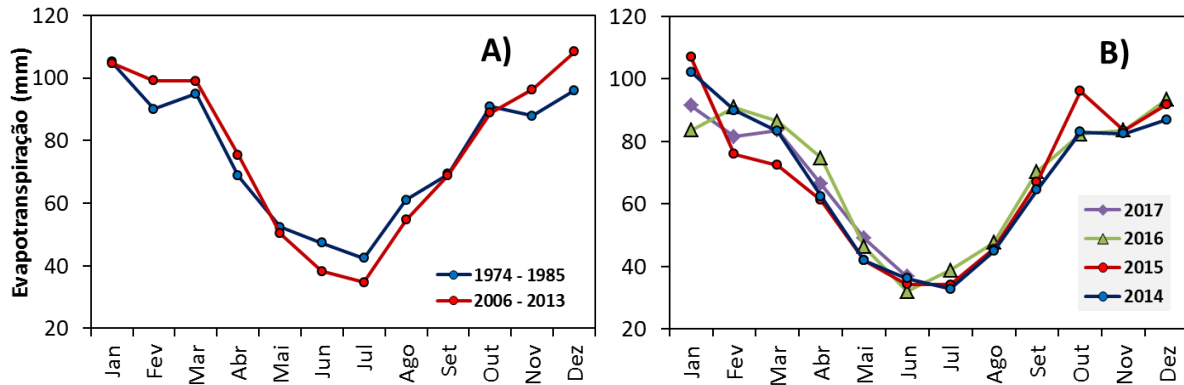 Evapotranspiração (mm)
120
100
80
60
40
20
A)
1974 - 1985
2006 - 2013
Jan
Fev
Mar
Abr
Mai
Jun
Jul
Ago
Set
Out
Nov
Dez
120
100
80
60
40
20
B)
2017
2016
2015
2014
Jan
Fev
Mar
Abr
Mai
Jun
Jul
Ago
Set
Out
Nov
Dez